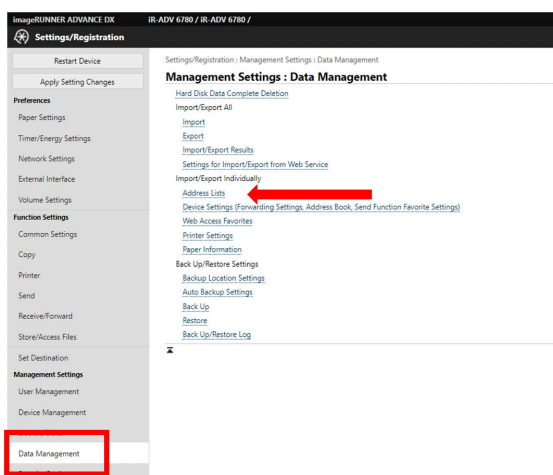 imageRUNNER ADVANCE DX iR-ADV 6780 / iR-ADV 6780 /
Settings/Registration
Restart Device
Apply Setting Changes
Preferences
Paper Settings
Timer/Energy Settings
Network Settings
External Interface
Volume Settings
Function Settings
Common Settings
Copy
Printer
Send
Receive/Forward
Store/Access Files
Set Destination
Management Settings
User Management
Device Management
Data Management
Settings/Registration : Management Settings : Data Management
Management Settings : Data Management
Hard Disk Data Complete Deletion
Import/Export All
Import
Export
Import/Export Results
Settings for Import/Export from Web Service
Import/Export Individually
Address Lists
Device Settings (Forwarding Settings, Address Book, Send Function Favorite Settings)
Web Access Favorites
Printer Settings
Paper Information
Back Up/Restore Settings
Backup Location Settings
Auto Backup Settings
Back Up
Restore
Back Up/Restore Log